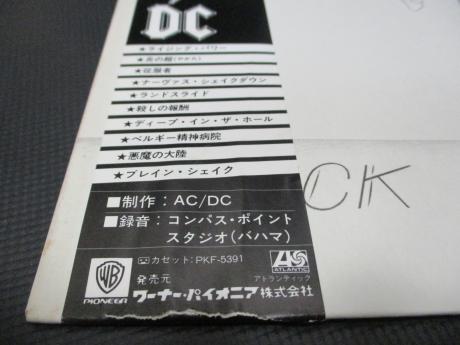 DC
★ライジング・パワー
★炎の館(やかた)
★征服者
★ナーヴァス・シェイクダウン
★ランドスライド
★殺しの報酬
★ディープ・イン・ザ・ホール
★ベルギー精神病院
★悪魔の大陸
★ブレイン・シェイク
■制作：AC/DC
■録音：コンパス・ポイント
スタジオ(バハマ)
カセット：PKF-5391
WB
PIONEER
発売元
ワーナー・パイオニア株式会社
ATLANTIC
アトランティック
CK